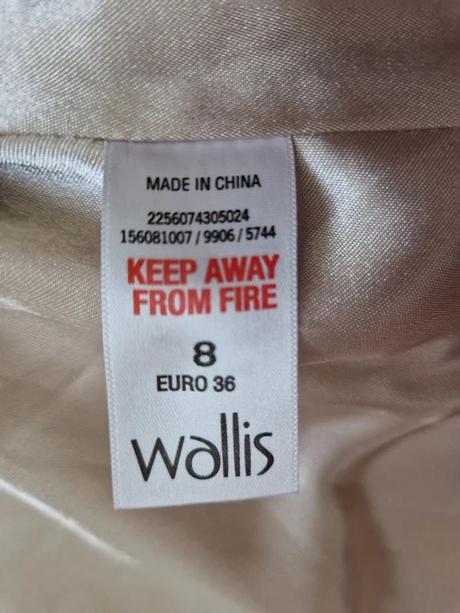 MADE IN CHINA
2256074305024
156081007 / 9906 / 5744
KEEP AWAY
FROM FIRE
8
EURO 36
wallis